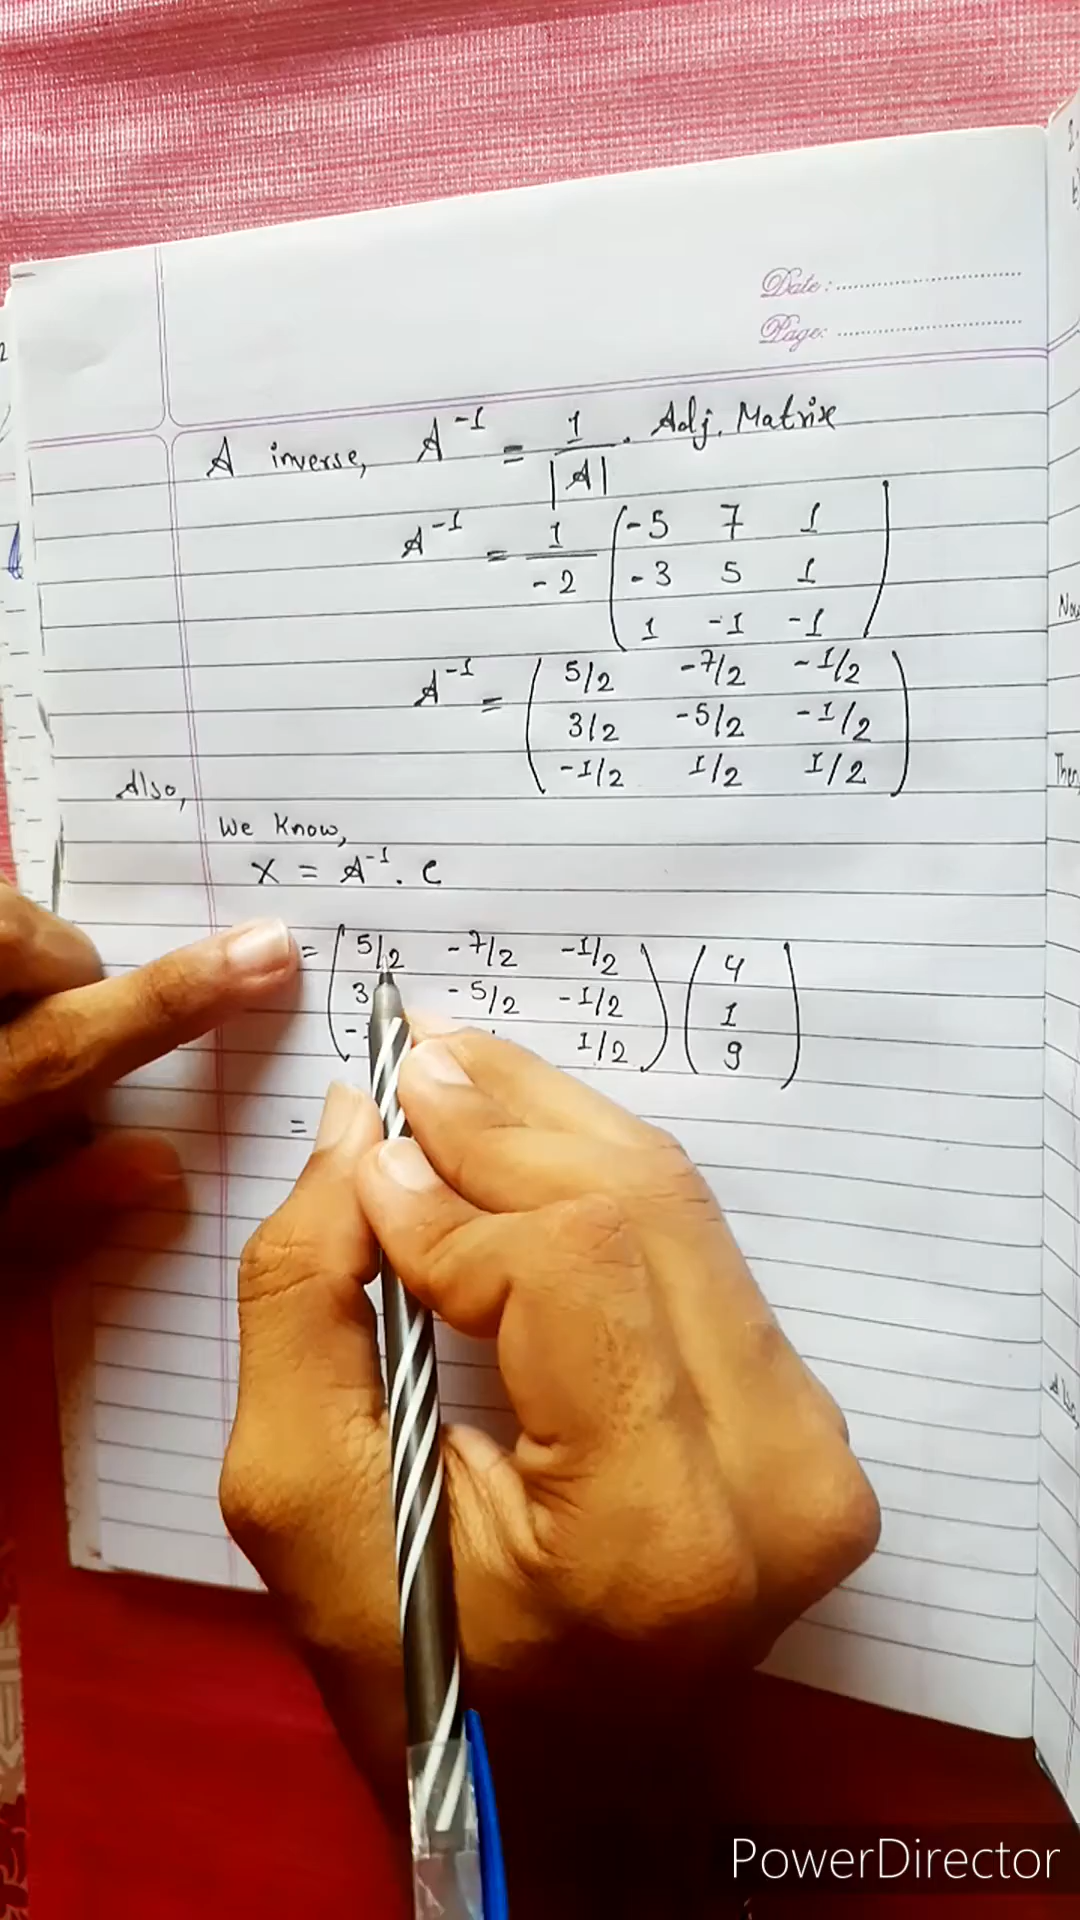 Date:
Page:
A inverse, A⁻¹ = 1/|A| . Adj. Matrix
A⁻¹ = 1/-2 (-5 7 1
-3 5 1
1 -1 -1)
A⁻¹ = (5/2 -7/2 -1/2
3/2 -5/2 -1/2
-1/2 1/2 1/2)
Also,
We Know,
X = A⁻¹. C
= (5/2 -7/2 -1/2) (4
3 -5/2 -1/2 1
1/2) 9)
=
PowerDirector